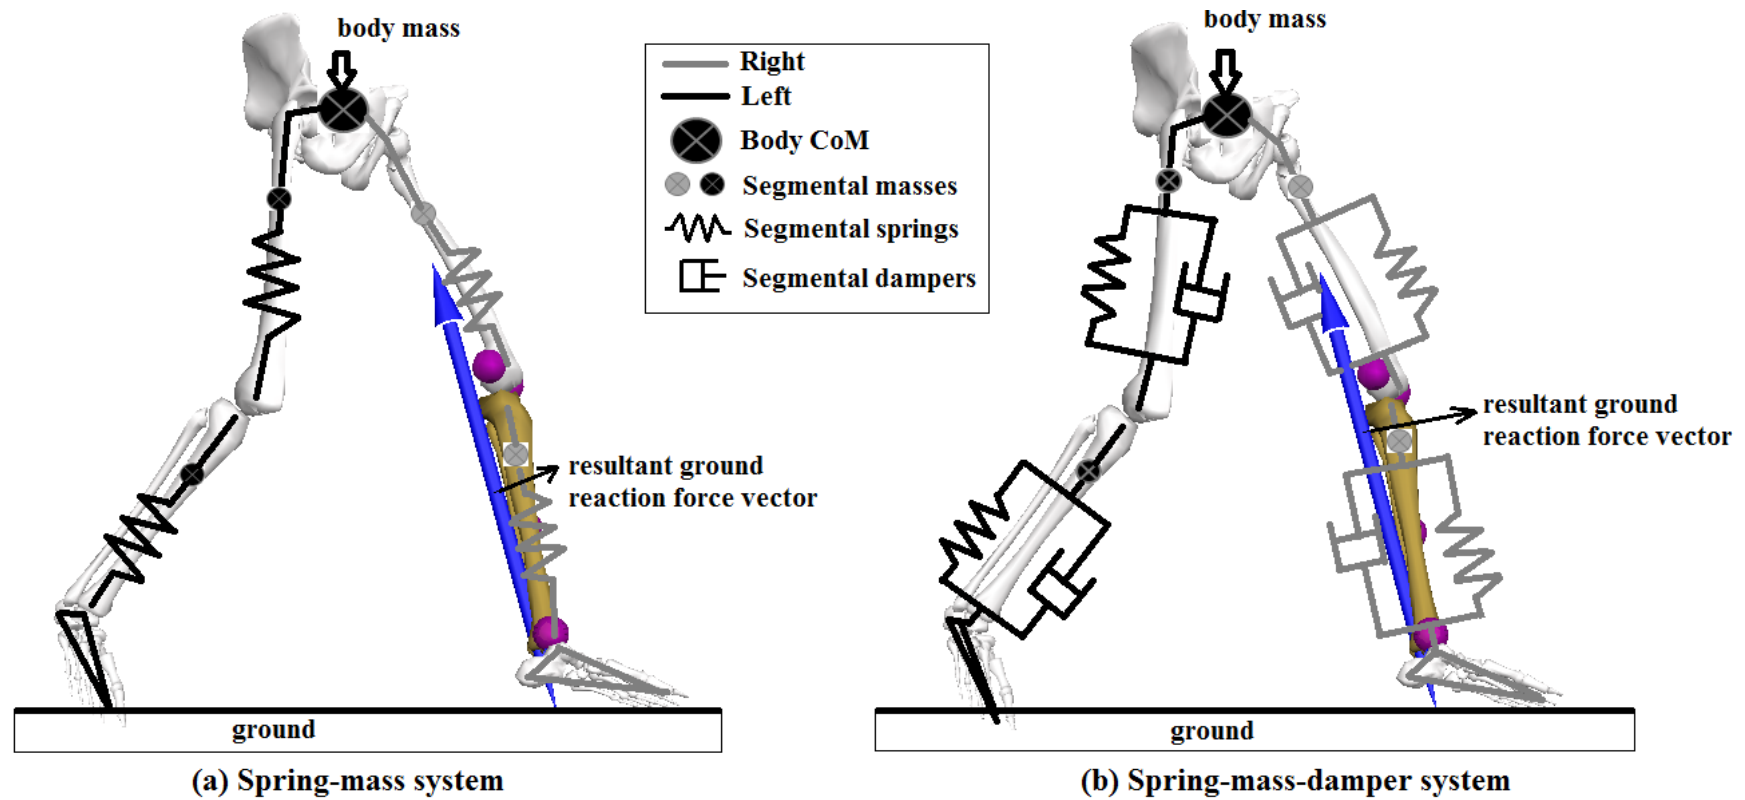 body mass
body mass
Right
Left
Body CoM
Segmental masses
Segmental springs
Segmental dampers
resultant ground
reaction force vector
resultant ground
reaction force vector
ground
ground
(a) Spring-mass system
(b) Spring-mass-damper system